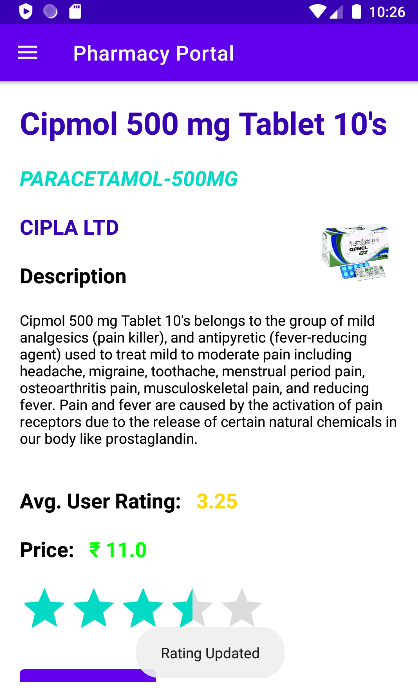 10:26
Pharmacy Portal
Cipmol 500 mg Tablet 10's
PARACETAMOL-500MG
CIPLA LTD
Description
Cipmol 500 mg Tablet 10's belongs to the group of mild
analgesics (pain killer), and antipyretic (fever-reducing
agent) used to treat mild to moderate pain including
headache, migraine, toothache, menstrual period pain,
osteoarthritis pain, musculoskeletal pain, and reducing
fever. Pain and fever are caused by the activation of pain
receptors due to the release of certain natural chemicals in
our body like prostaglandin.
Avg. User Rating: 3.25
Price: ₹ 11.0
Rating Updated